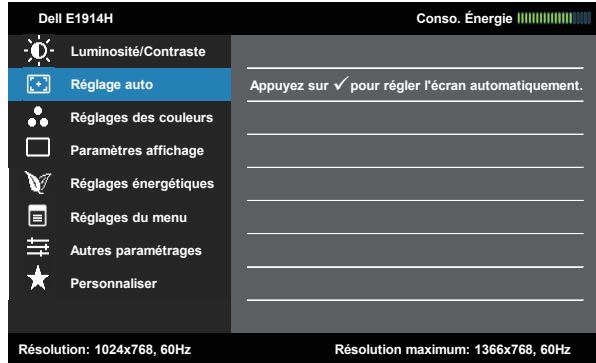 Dell E1914H
Conso. Énergie
Luminosité/Contraste
Réglage auto
Appuyez sur ✓ pour régler l'écran automatiquement.
Réglages des couleurs
Paramètres affichage
Réglages énergétiques
Réglages du menu
Autres paramétrages
Personnaliser
Résolution: 1024x768, 60Hz
Résolution maximum: 1366x768, 60Hz